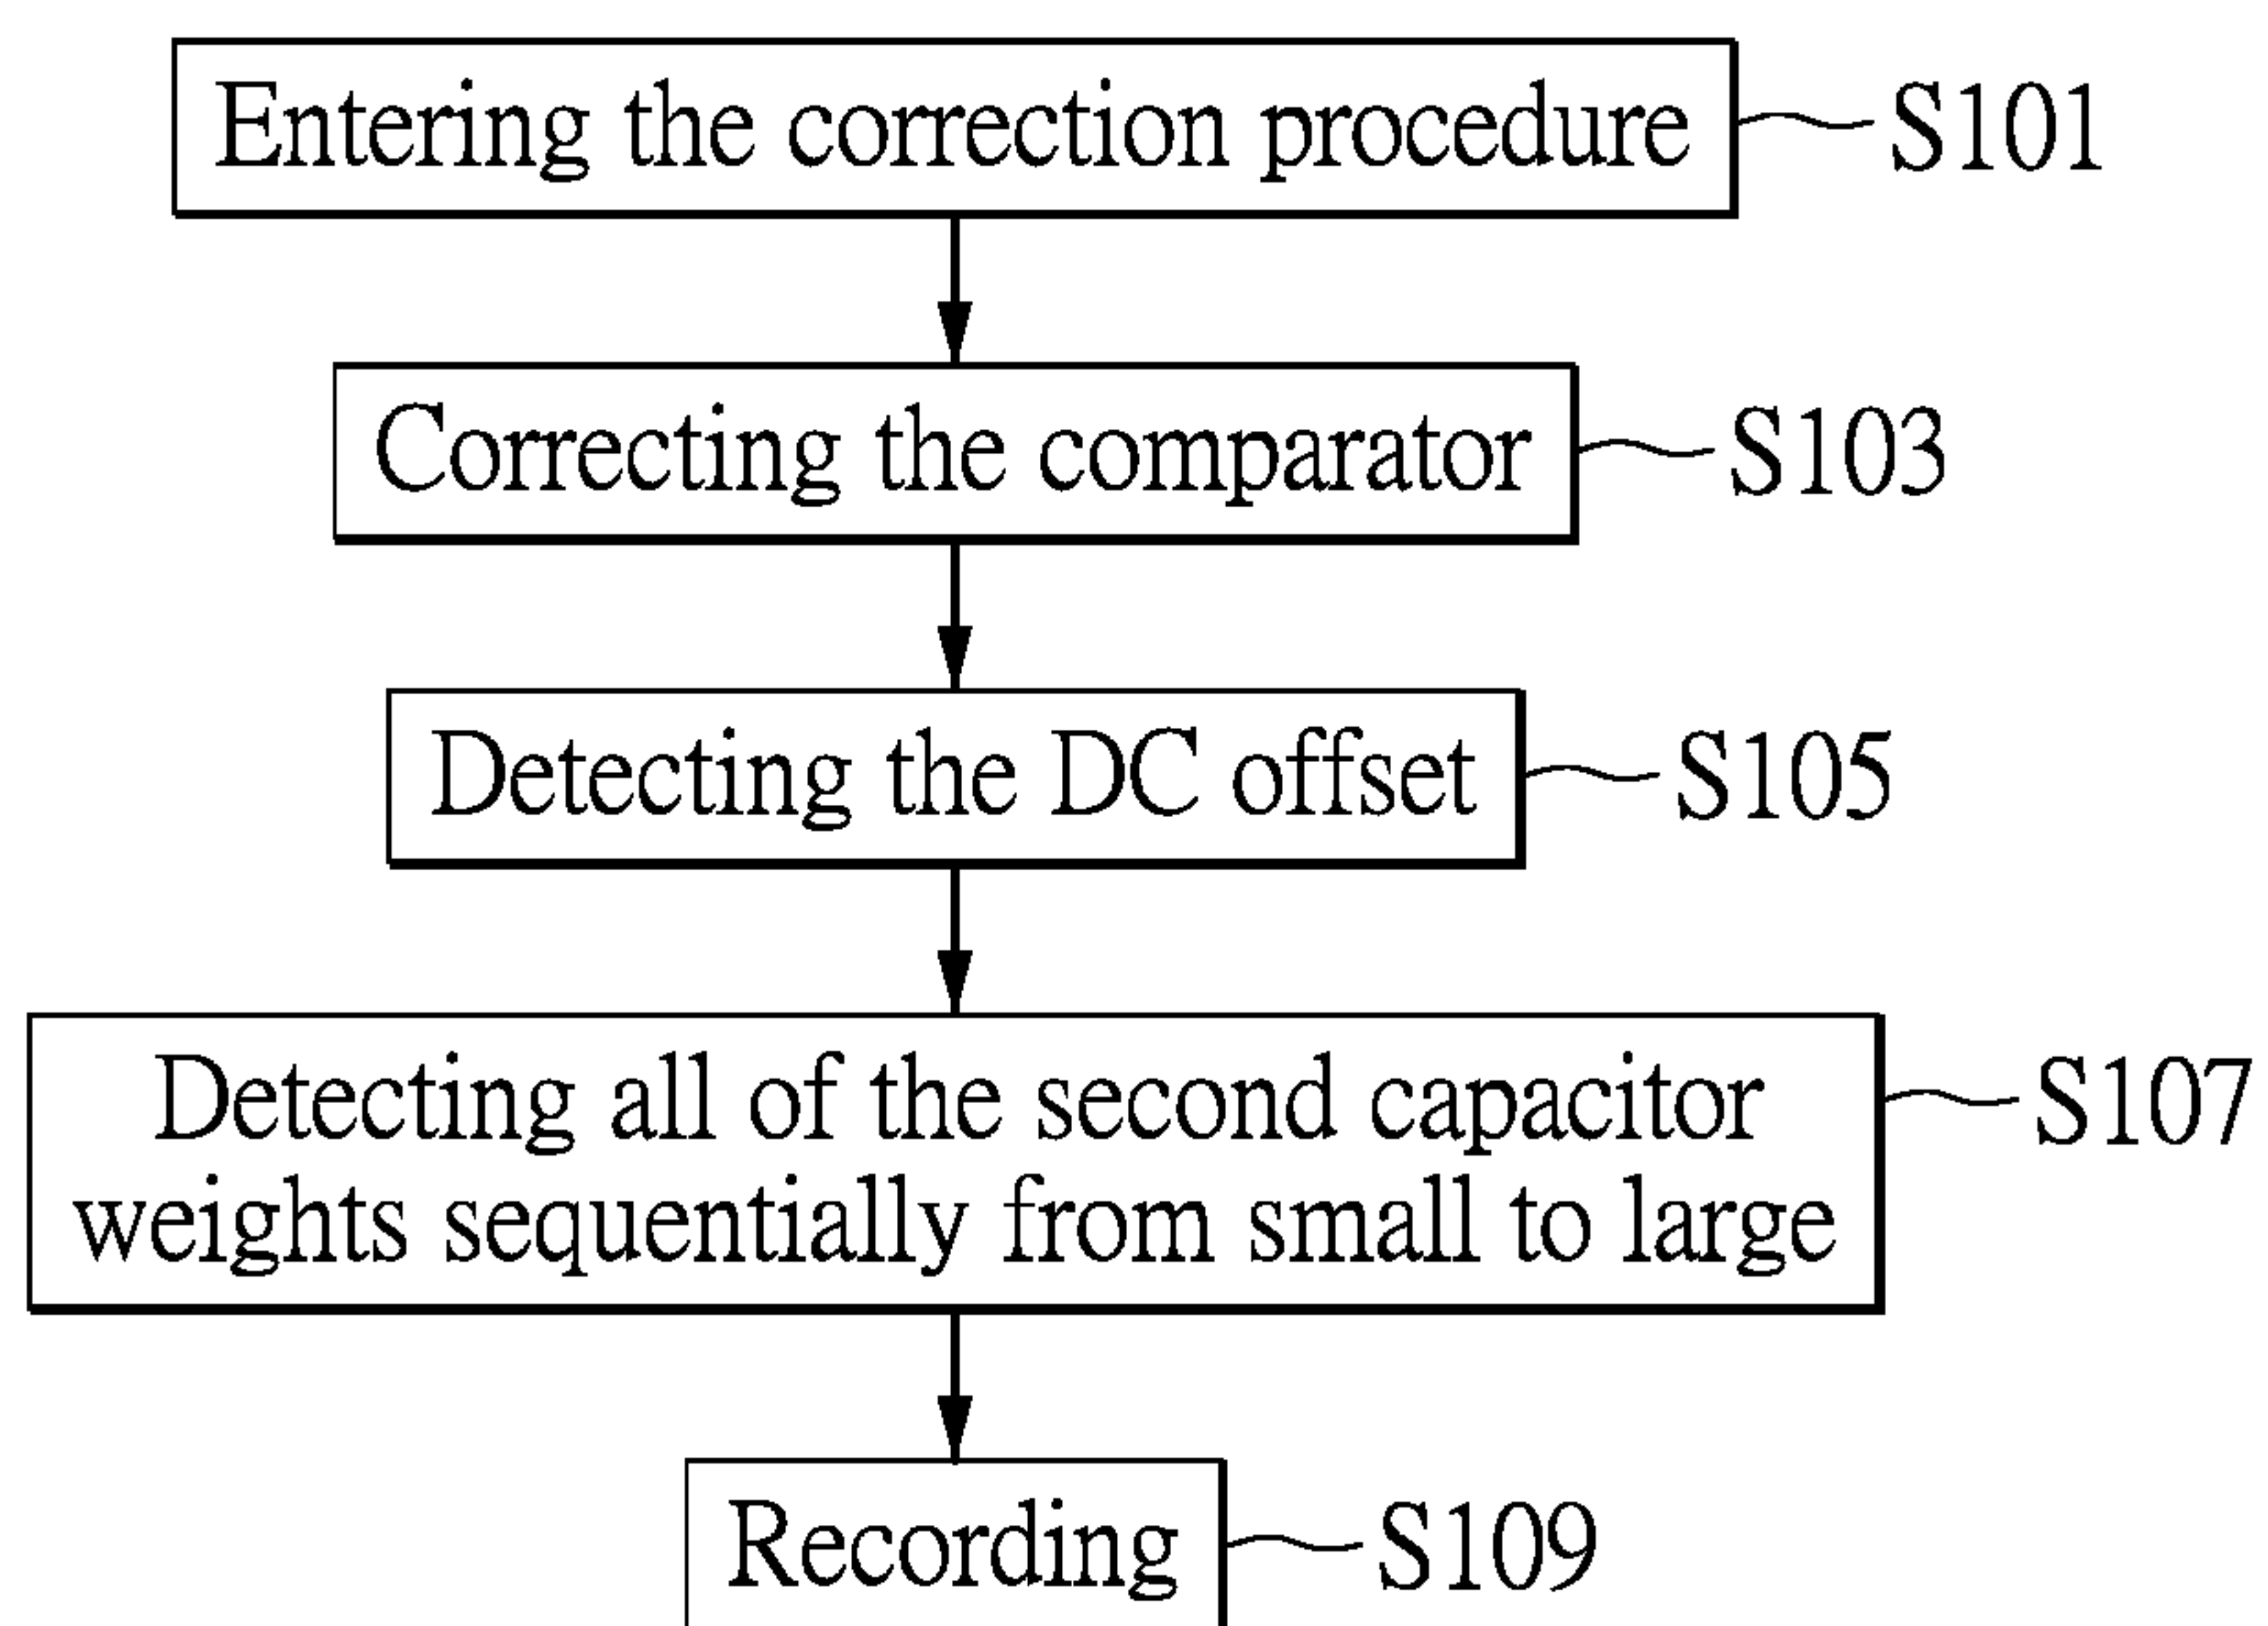 Entering the correction procedure S101
Correcting the comparator S103
Detecting the DC offset S105
Detecting all of the second capacitor S107
weights sequentially from small to large
Recording S109